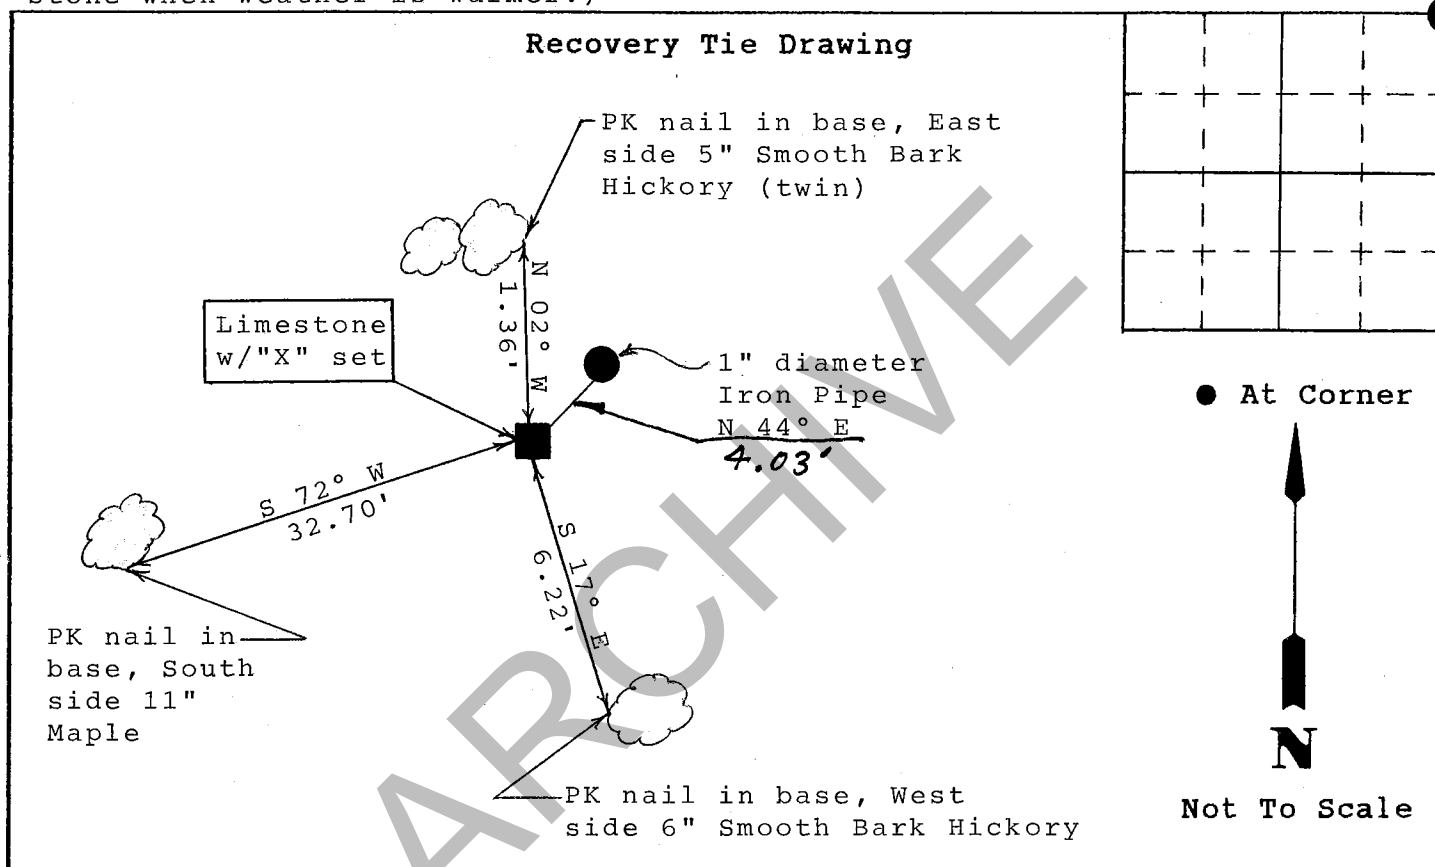 stone when weather is warmer.)
Recovery Tie Drawing
PK nail in base, East
side 5" Smooth Bark
Hickory (twin)
N 02° W
1.36'
Limestone
w/"X" set
1" diameter
Iron Pipe
N 44° E
4.03'
At Corner
S 72° W
32.70'
S 17° E
6.22'
PK nail in
base, South
side 11"
Maple
PK nail in base, West
side 6" Smooth Bark Hickory
N
Not To Scale
ARCHIVE